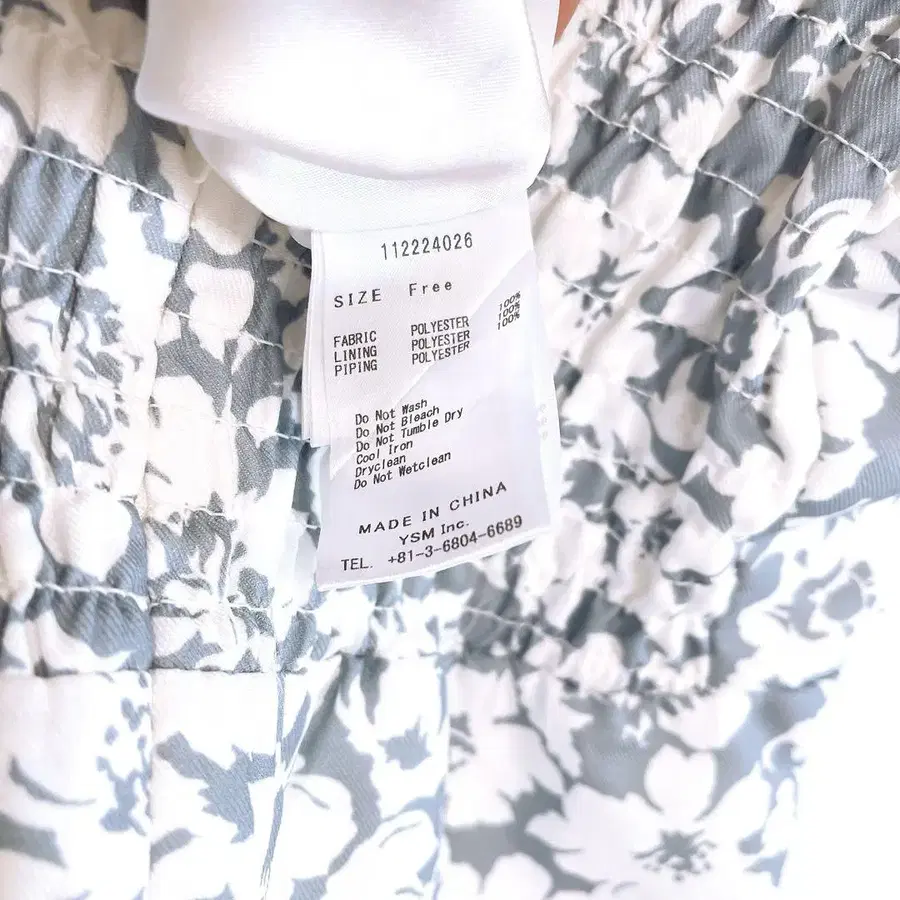 112224026
SIZE Free
FABRIC POLYESTER 100%
LINING POLYESTER 100%
PIPING POLYESTER 100%
Do Not Wash
Do Not Bleach
Do Not Tumble Dry
Cool Iron
Dryclean
Do Not Wetclean
MADE IN CHINA
YSM Inc.
TEL. +81-3-6804-6689